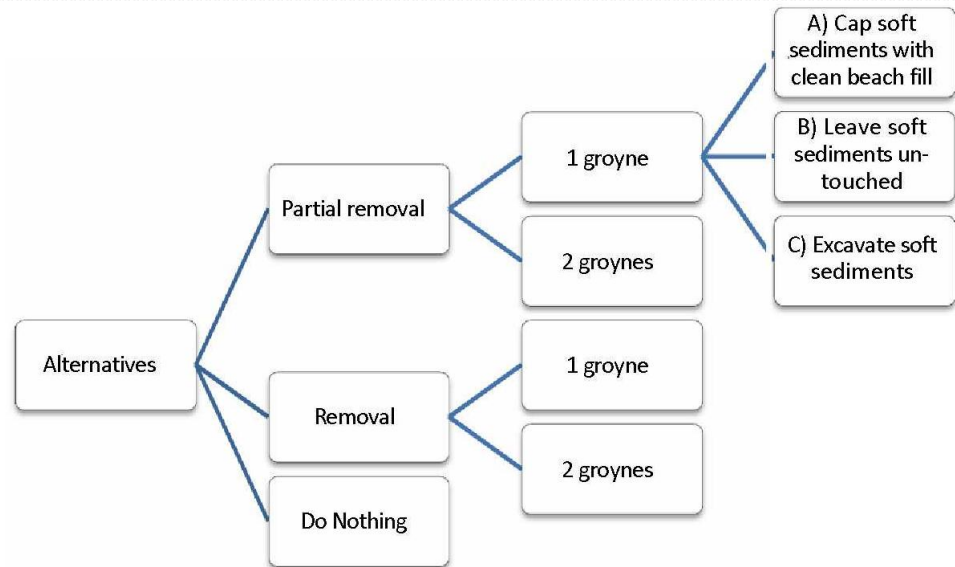 A) Cap soft
sediments with
clean beach fill
1 groyne
B) Leave soft
sediments un-
touched
Partial removal
2 groynes
C) Excavate soft
sediments
Alternatives
1 groyne
Removal
2 groynes
Do Nothing